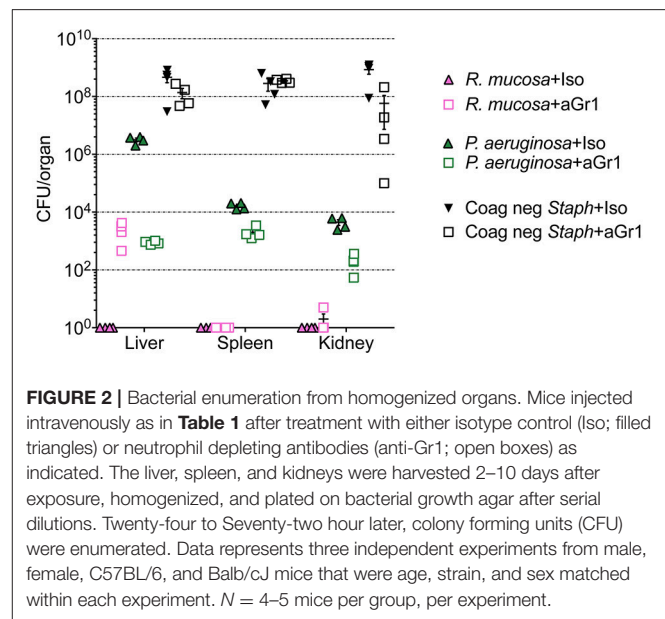 10^10
10^8
10^6
10^4
10^2
10^0
CFU/organ
Liver
Spleen
Kidney
R. mucosa+Iso
R. mucosa+aGr1
P. aeruginosa+Iso
P. aeruginosa+aGr1
Coag neg Staph+Iso
Coag neg Staph+aGr1
FIGURE 2 | Bacterial enumeration from homogenized organs. Mice injected
intravenously as in Table 1 after treatment with either isotype control (Iso; filled
triangles) or neutrophil depleting antibodies (anti-Gr1; open boxes) as
indicated. The liver, spleen, and kidneys were harvested 2–10 days after
exposure, homogenized, and plated on bacterial growth agar after serial
dilutions. Twenty-four to Seventy-two hour later, colony forming units (CFU)
were enumerated. Data represents three independent experiments from male,
female, C57BL/6, and Balb/cJ mice that were age, strain, and sex matched
within each experiment. N = 4–5 mice per group, per experiment.